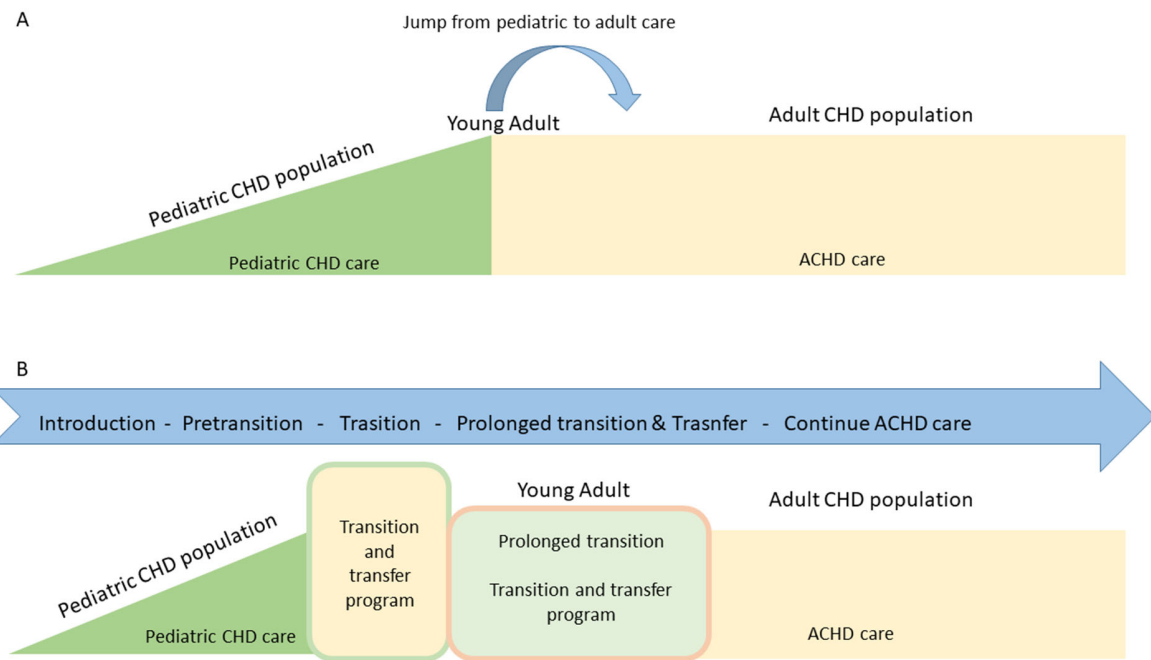 A
Jump from pediatric to adult care
Young Adult
Adult CHD population
Pediatric CHD population
Pediatric CHD care
ACHD care
B
Introduction - Pretransition - Trasition - Prolonged transition & Trasnfer - Continue ACHD care
Young Adult
Adult CHD population
Pediatric CHD population
Transition
and
transfer
program
Prolonged transition
Transition and transfer
program
Pediatric CHD care
ACHD care